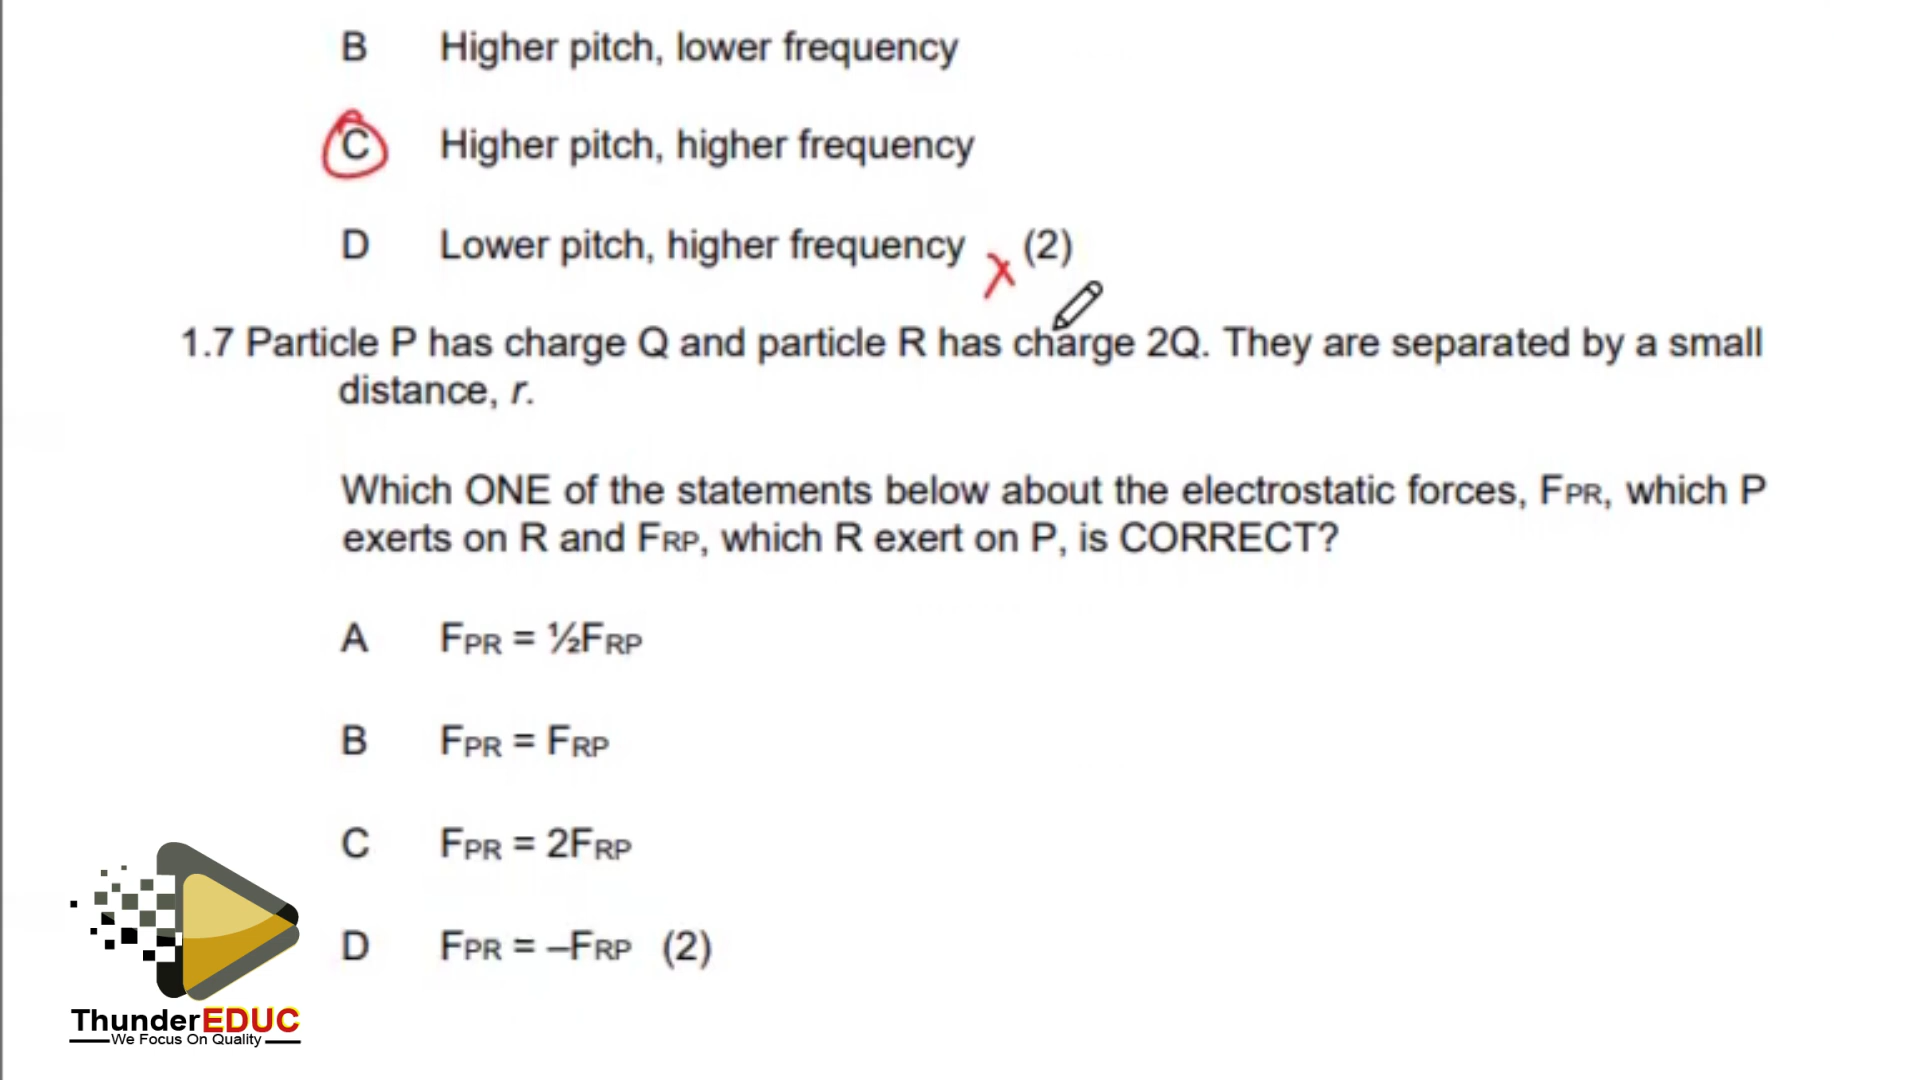 B Higher pitch, lower frequency
C Higher pitch, higher frequency
D Lower pitch, higher frequency (2)
1.7 Particle P has charge Q and particle R has charge 2Q. They are separated by a small
distance, r.
Which ONE of the statements below about the electrostatic forces, FPR, which P
exerts on R and FRP, which R exert on P, is CORRECT?
A FPR = ½FRP
B FPR = FRP
C FPR = 2FRP
D FPR = –FRP (2)
ThunderEDUC
We Focus On Quality